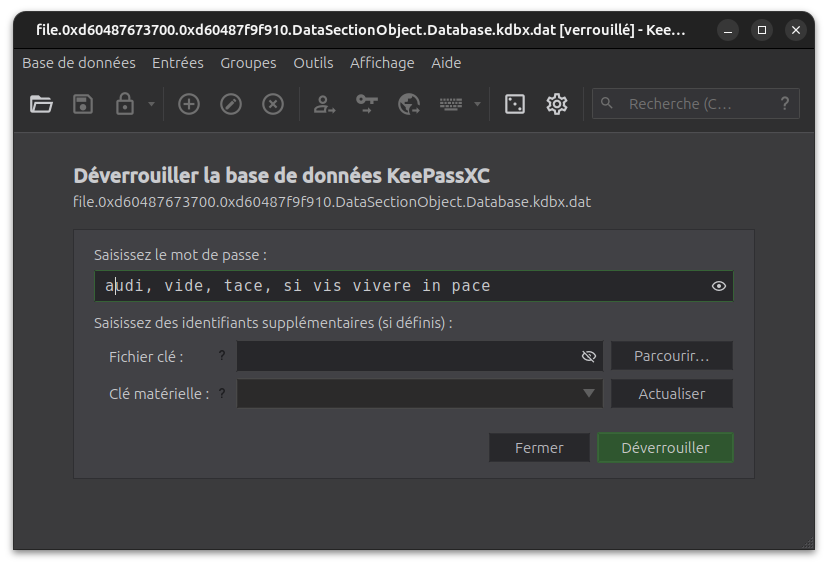 file.0xd60487673700.0xd60487f9f910.DataSectionObject.Database.kdbx.dat [verrouillé] - Kee…
Base de données Entrées Groupes Outils Affichage Aide
Recherche (C… ?
Déverrouiller la base de données KeePassXC
file.0xd60487673700.0xd60487f9f910.DataSectionObject.Database.kdbx.dat
Saisissez le mot de passe :
audi, vide, tace, si vis vivere in pace
Saisissez des identifiants supplémentaires (si définis) :
Fichier clé : ? Parcourir…
Clé matérielle : ? Actualiser
Fermer Déverrouiller